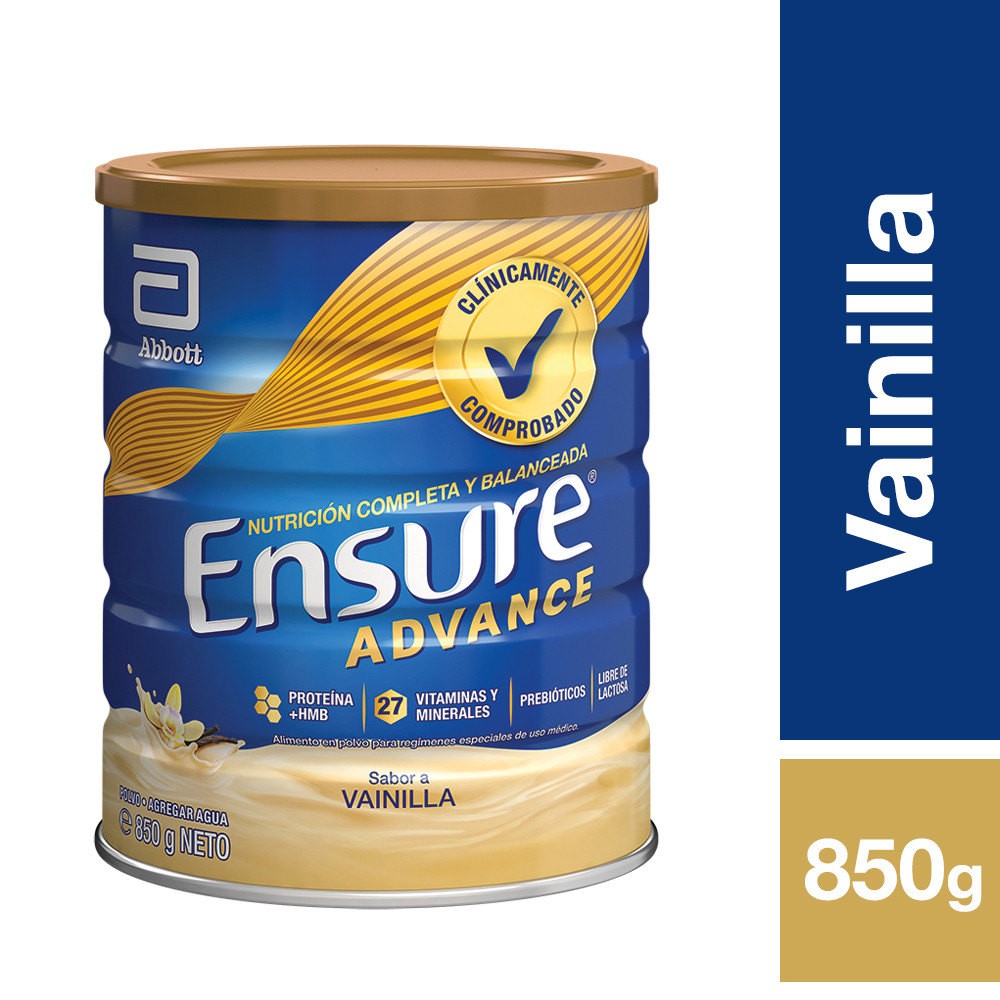 Abbott
CLÍNICAMENTE
COMPROBADO
NUTRICIÓN COMPLETA Y BALANCEADA
Ensure®
ADVANCE
PROTEÍNA
+HMB
27
VITAMINAS Y
MINERALES
PREBIÓTICOS
LIBRE DE
LACTOSA
Alimento en polvo para regímenes especiales de uso médico.
Sabor a
VAINILLA
POLVO • AGREGAR AGUA
e 850 g NETO
Vainilla
850g